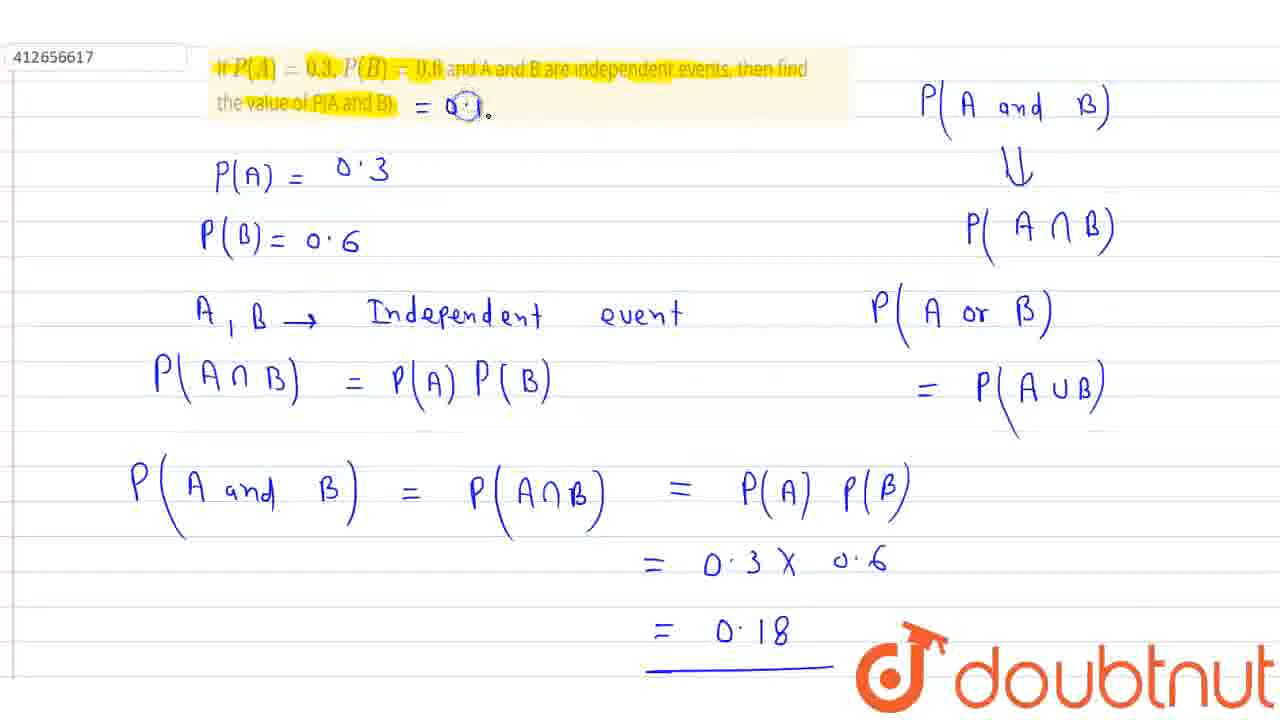 412656617
If P(A) = 0.3, P(B) = 0.6 and A and B are independent events, then find
the value of P(A and B) = 0.1
P(A) = 0.3
P(B) = 0.6
A, B → Independent event
P(A∩B) = P(A) P(B)
P(A and B)
⇓
P(A∩B)
P(A or B)
= P(A∪B)
P(A and B) = P(A∩B) = P(A) P(B)
= 0.3 X 0.6
= 0.18
doubtnut